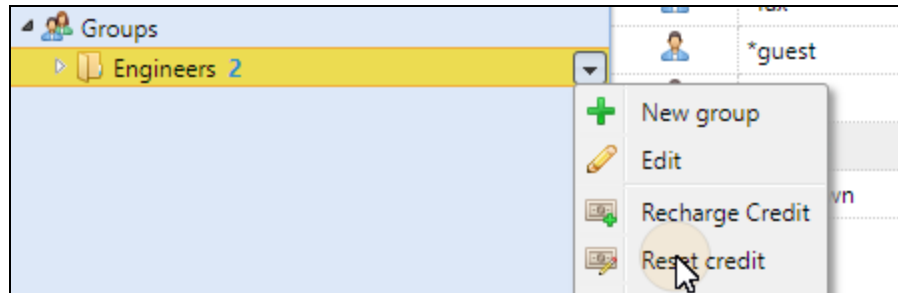 Groups
Engineers 2
*guest
New group
Edit
Recharge Credit
Reset credit